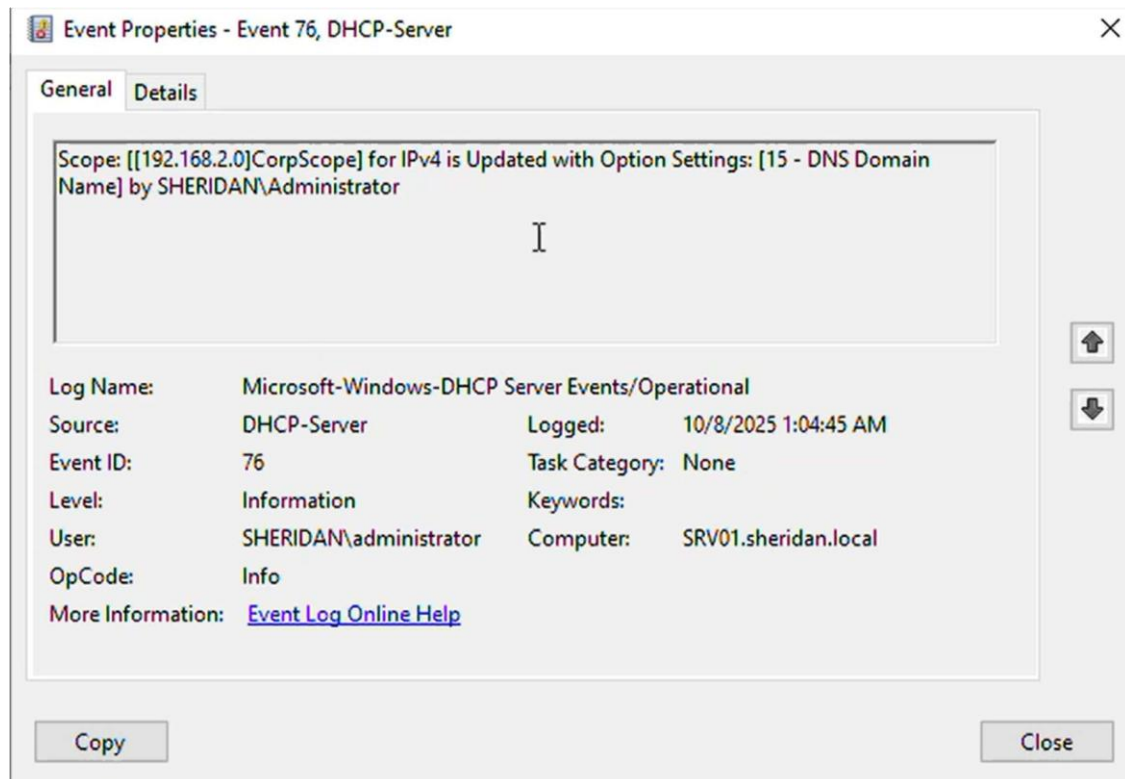 Event Properties - Event 76, DHCP-Server
General Details
Scope: [[192.168.2.0]CorpScope] for IPv4 is Updated with Option Settings: [15 - DNS Domain
Name] by SHERIDAN\Administrator
Log Name: Microsoft-Windows-DHCP Server Events/Operational
Source: DHCP-Server Logged: 10/8/2025 1:04:45 AM
Event ID: 76 Task Category: None
Level: Information Keywords:
User: SHERIDAN\administrator Computer: SRV01.sheridan.local
OpCode: Info
More Information: Event Log Online Help
Copy Close